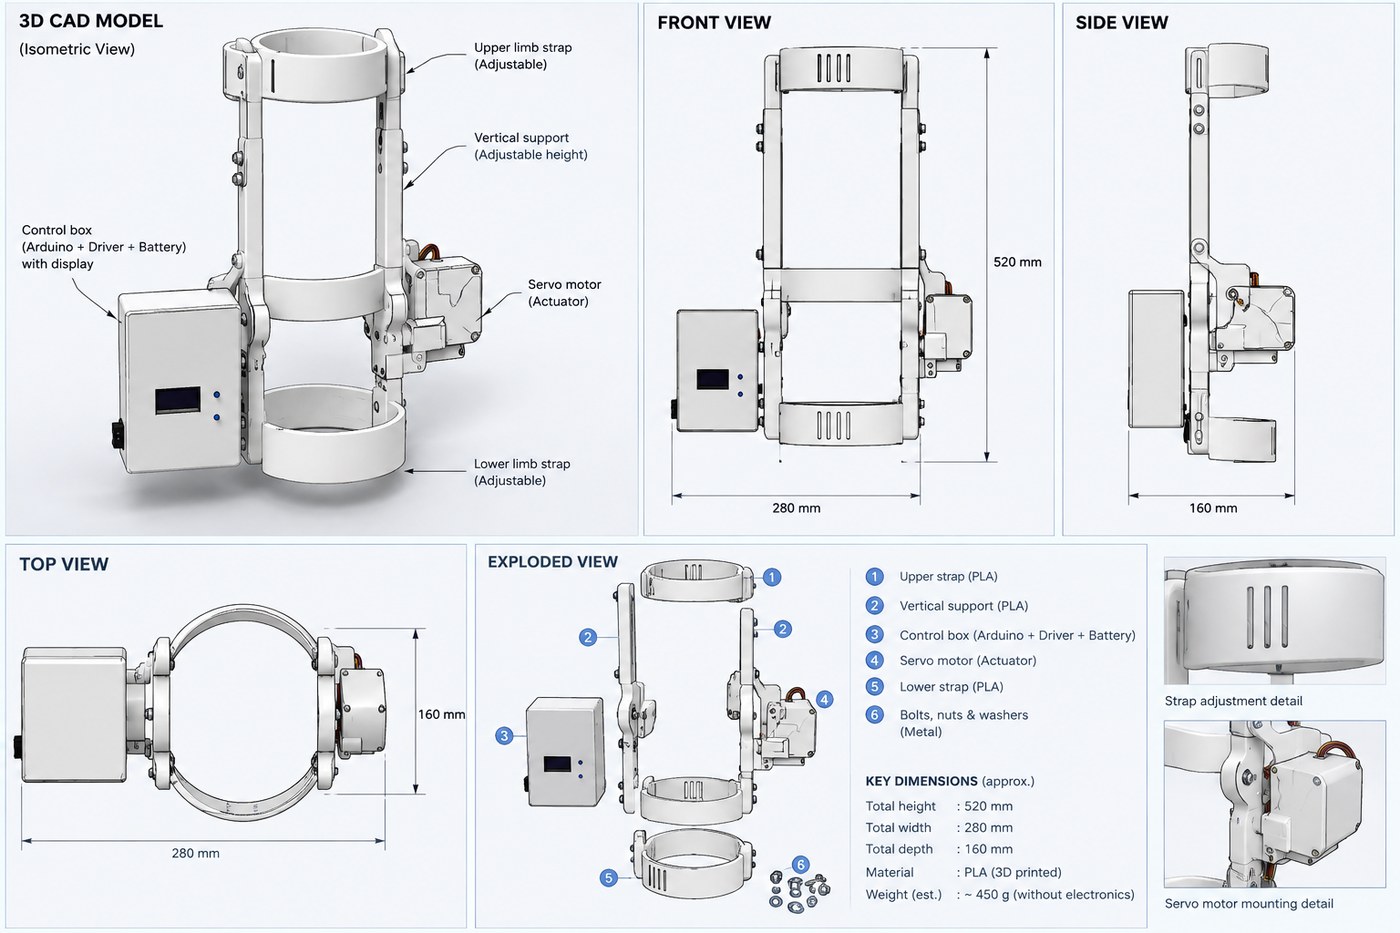 3D CAD MODEL
(Isometric View)
Upper limb strap
(Adjustable)
Vertical support
(Adjustable height)
Control box
(Arduino + Driver + Battery)
with display
Servo motor
(Actuator)
Lower limb strap
(Adjustable)
FRONT VIEW
520 mm
280 mm
SIDE VIEW
160 mm
TOP VIEW
160 mm
280 mm
EXPLODED VIEW
1
2
2
3
4
5
6
1 Upper strap (PLA)
2 Vertical support (PLA)
3 Control box (Arduino + Driver + Battery)
4 Servo motor (Actuator)
5 Lower strap (PLA)
6 Bolts, nuts & washers
(Metal)
KEY DIMENSIONS (approx.)
Total height : 520 mm
Total width : 280 mm
Total depth : 160 mm
Material : PLA (3D printed)
Weight (est.) : ~ 450 g (without electronics)
Strap adjustment detail
Servo motor mounting detail